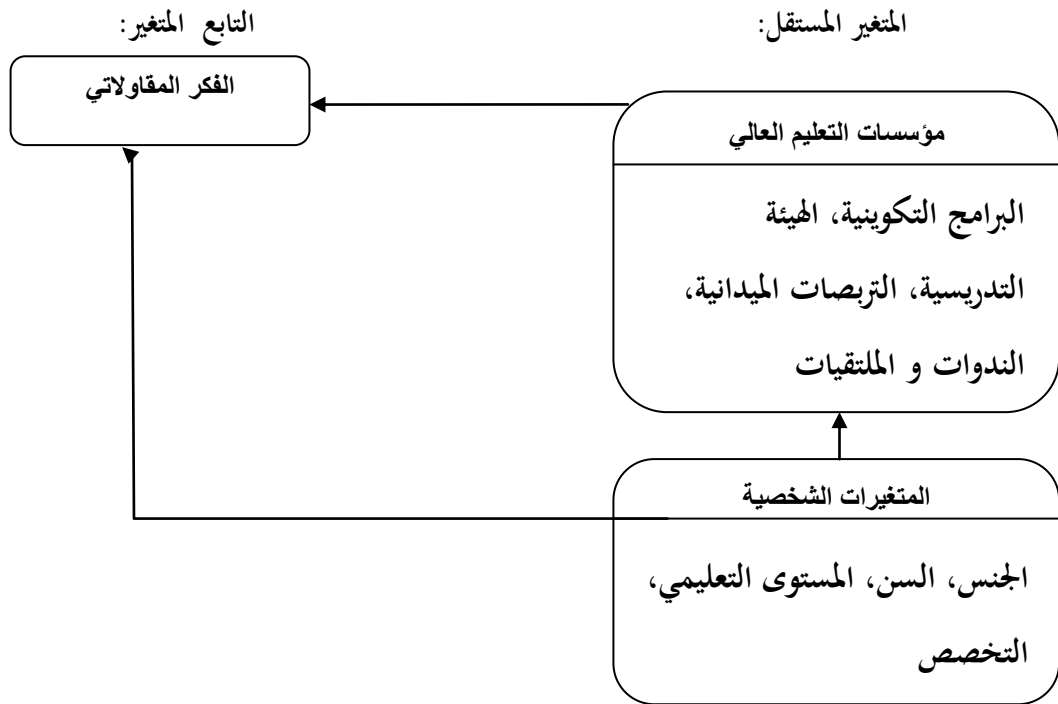 المتغير المستقل:
التابع المتغير:
الفكر المقاولاتي
مؤسسات التعليم العالي
البرامج التكوينية، الهيئة
التدريسية، التربصات الميدانية،
الندوات و الملتقيات
المتغيرات الشخصية
الجنس، السن، المستوى التعليمي،
التخصص